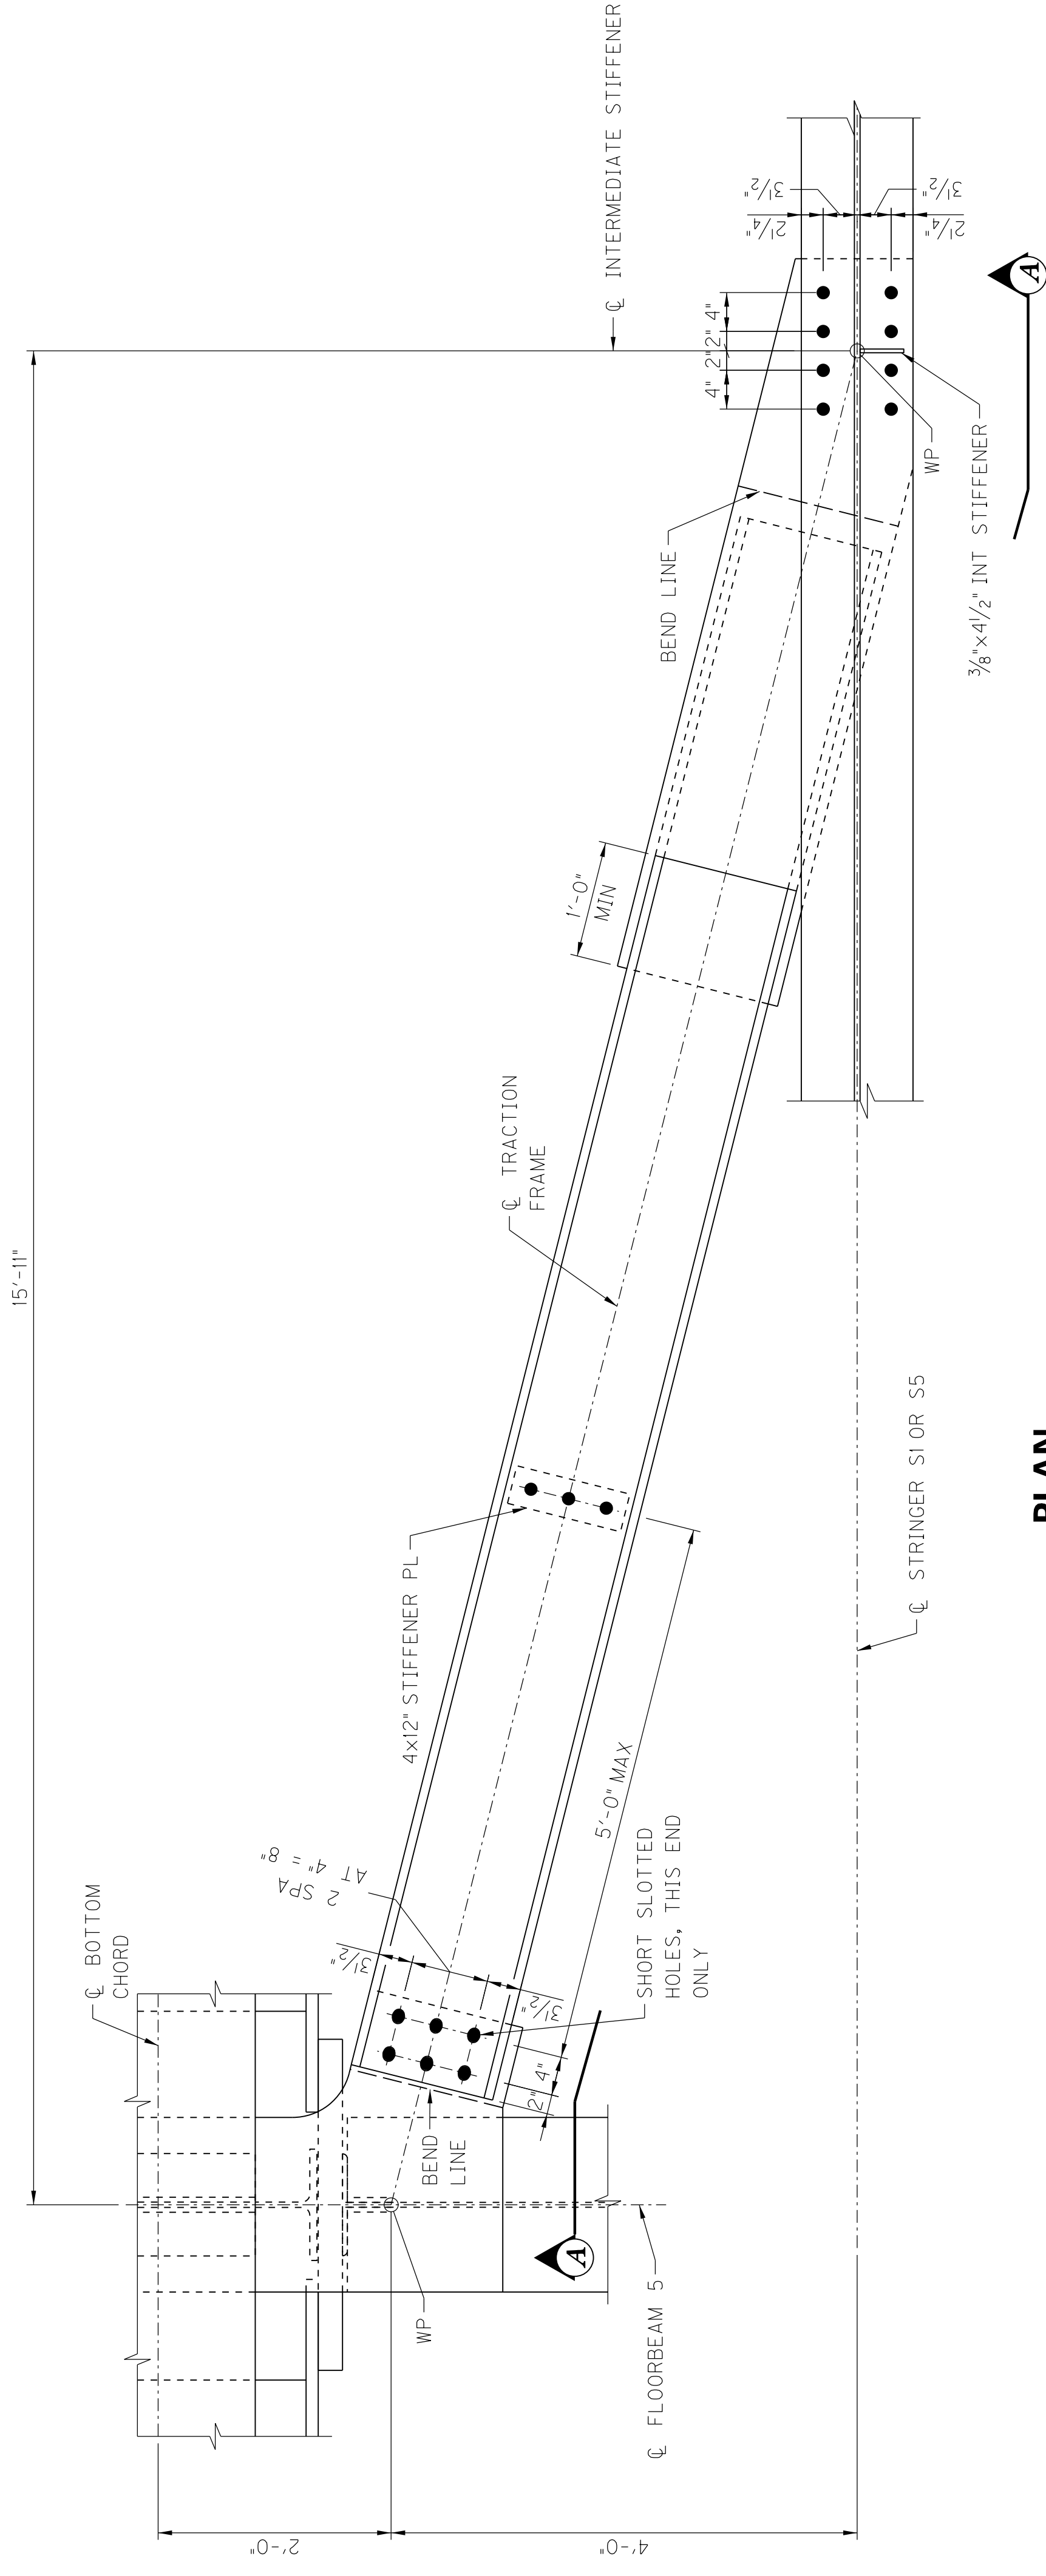 15'-11"
℄ INTERMEDIATE STIFFENER
℄ BOTTOM
CHORD
2 SPA
AT 4" = 8"
3½"
3½"
4x12" STIFFENER PL
℄ TRACTION
FRAME
1'-0"
MIN
BEND LINE
4" 2" 2" 4"
2¼"
3½"
3½"
2¼"
WP
⅜"x4½" INT STIFFENER
A
5'-0" MAX
SHORT SLOTTED
HOLES, THIS END
ONLY
2" 4"
BEND
LINE
WP
A
℄ FLOORBEAM 5
℄ STRINGER S1 OR S5
2'-0"
4'-0"
PLAN